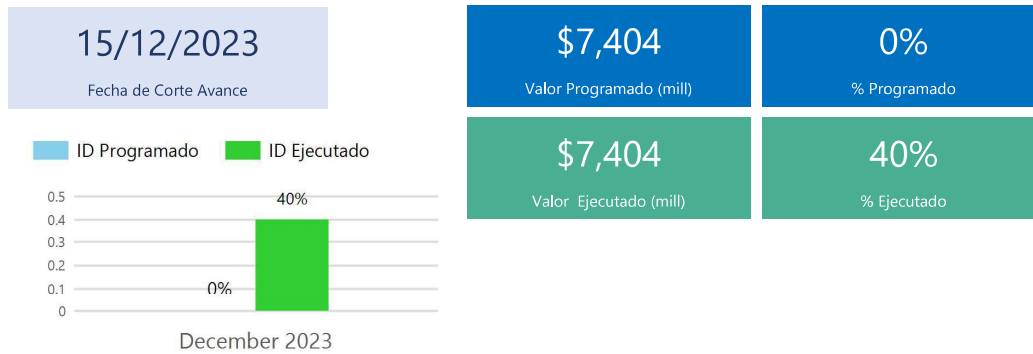 15/12/2023
Fecha de Corte Avance
$7,404
Valor Programado (mill)
0%
% Programado
$7,404
Valor Ejecutado (mill)
40%
% Ejecutado
ID Programado
ID Ejecutado
0.5
0.4
0.3
0.2
0.1
0
40%
0%
December 2023